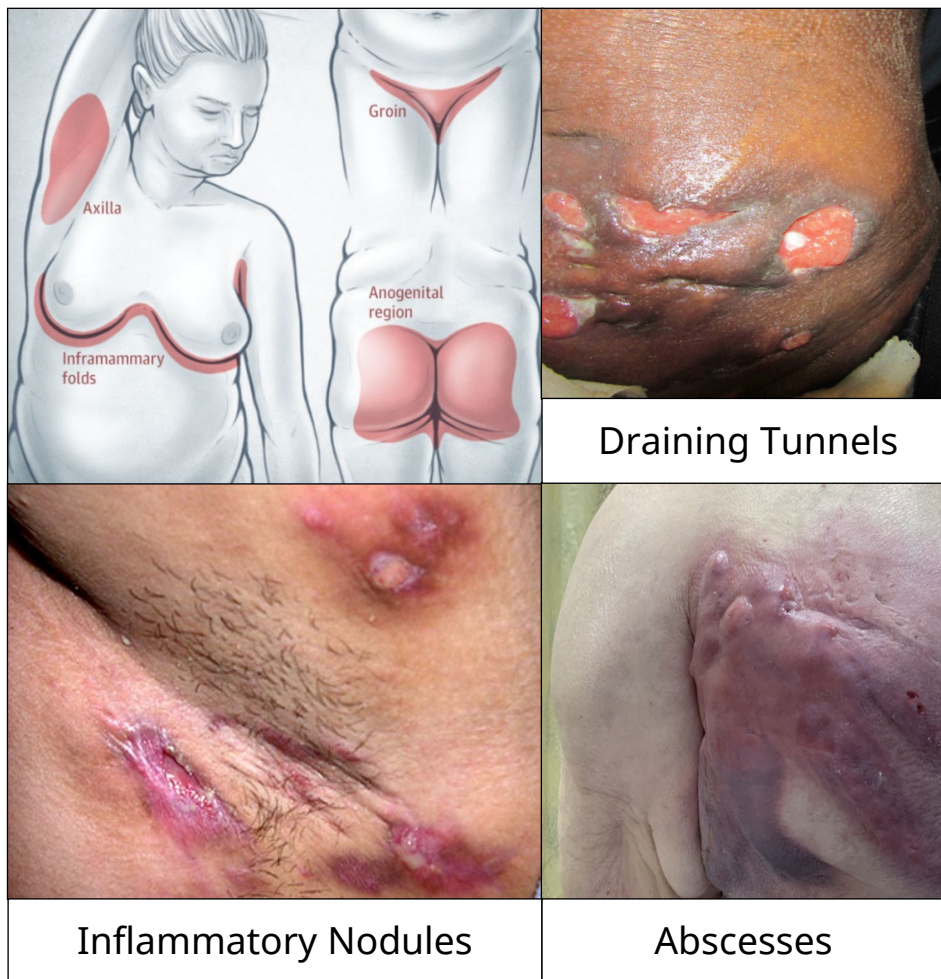 Groin
Axilla
Anogenital
region
Inframammary
folds
Draining Tunnels
Inflammatory Nodules
Abscesses